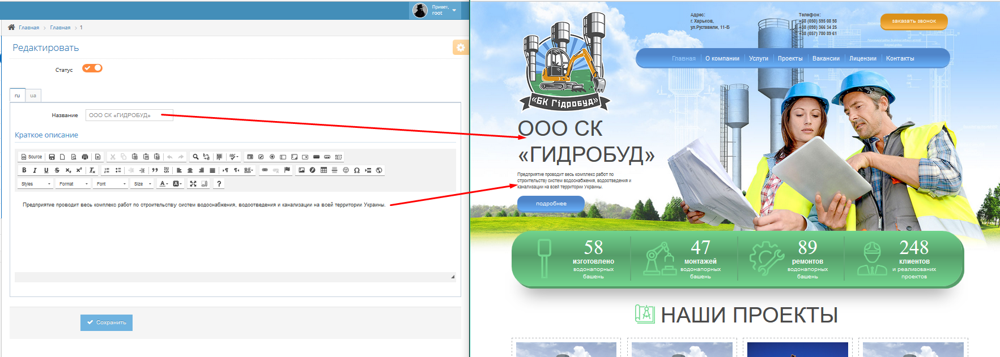 Привет,
root
Главная > Главная > 1
Редактировать
Статус
ru
ua
Название
ООО СК «ГИДРОБУД»
Краткое описание
Source
Styles
Format
Font
Size
?
Предприятие проводит весь комплекс работ по строительству систем водоснабжения, водоотведения и канализации на всей территории Украины.
Сохранить
«БК Гідробуд»
Адрес:
г. Харьков,
ул.Руставели, 11-Б
Телефон:
+38 (050) 595 08 98
+38 (098) 366 34 25
+38 (057) 780 89 61
заказать звонок
Главная
О компании
Услуги
Проекты
Вакансии
Лицензии
Контакты
ООО СК
«ГИДРОБУД»
Предприятие проводит весь комплекс работ по
строительству систем водоснабжения, водоотведения и
канализации на всей территории Украины.
подробнее
58
изготовлено
водонапорных
башень
47
монтажей
водонапорных
башень
89
ремонтов
водонапорных
башень
248
клиентов
и реализованих
проектов
НАШИ ПРОЕКТЫ